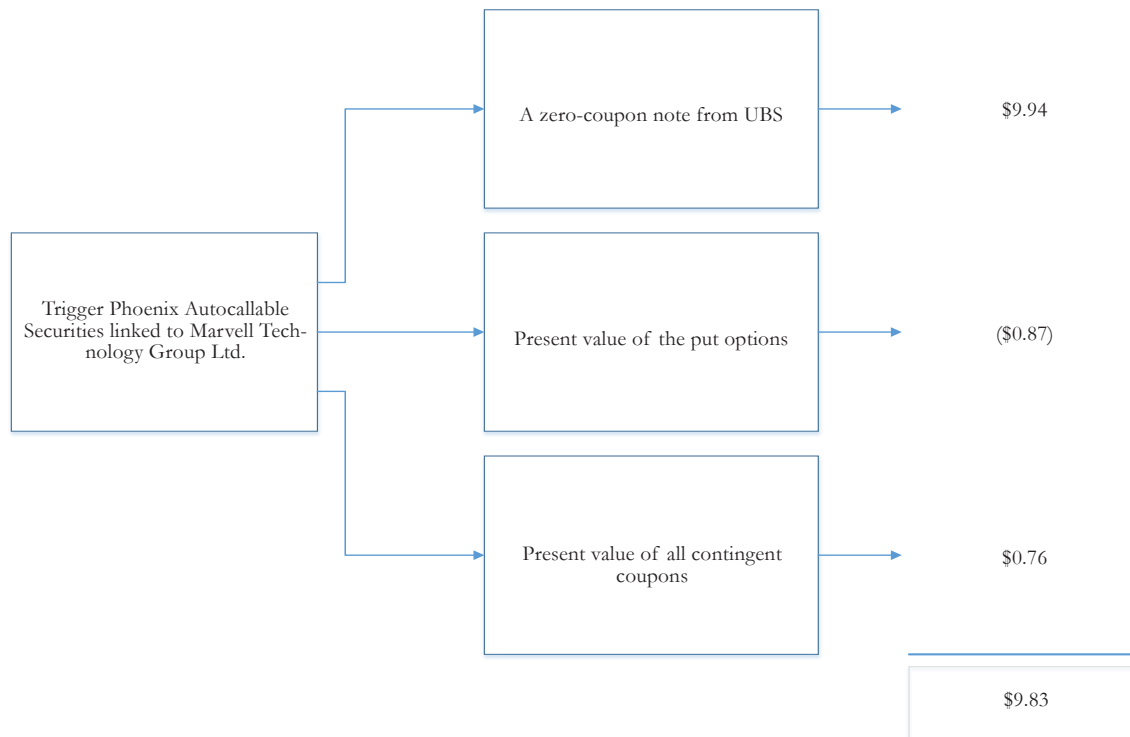 A zero-coupon note from UBS
$9.94
Trigger Phoenix Autocallable
Securities linked to Marvell Tech-
nology Group Ltd.
Present value of the put options
($0.87)
Present value of all contingent
coupons
$0.76
$9.83